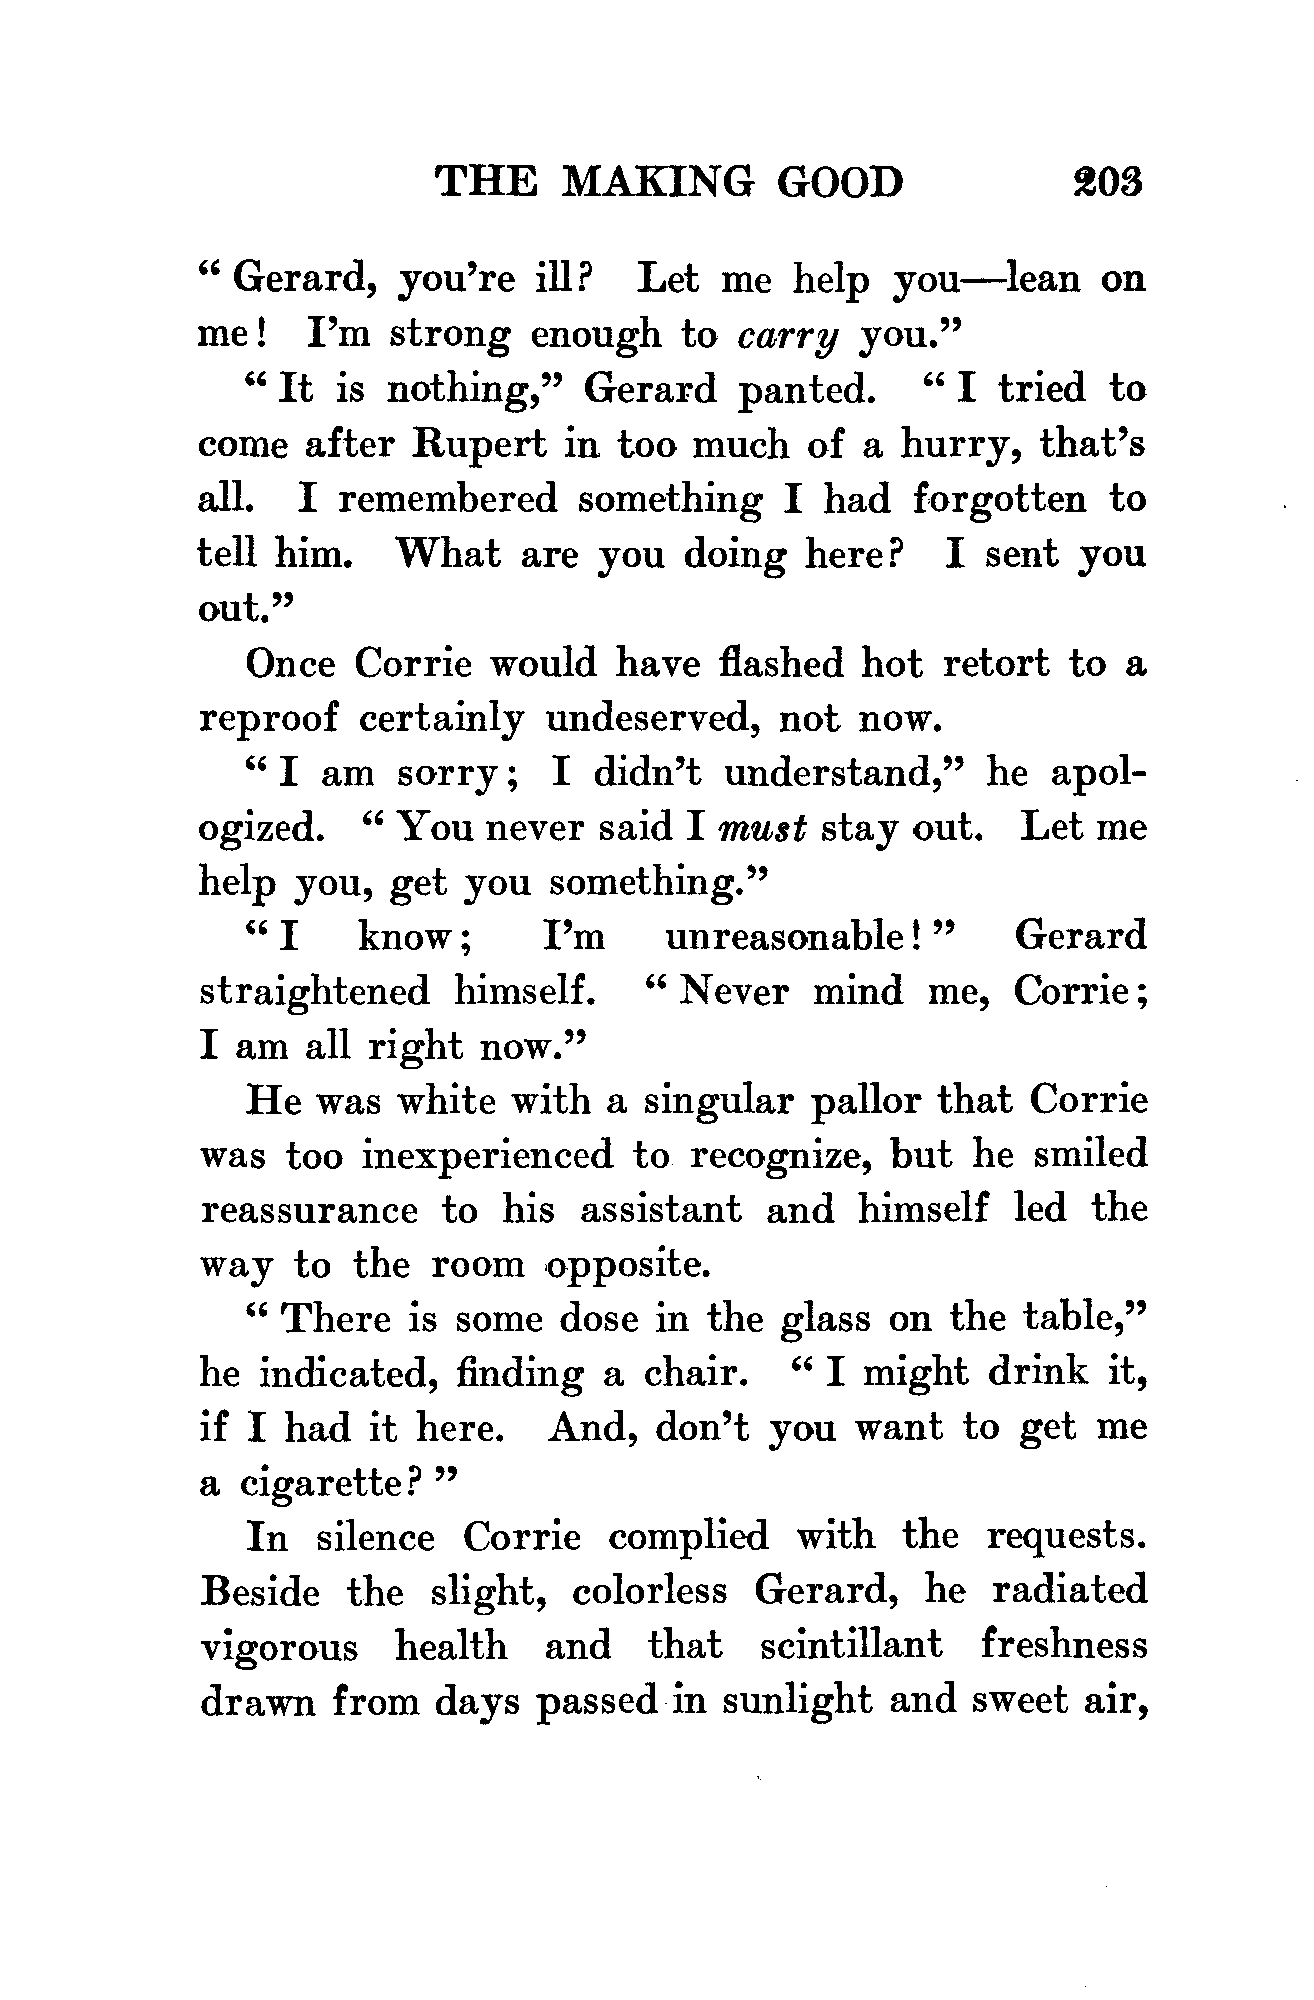 THE MAKING GOOD 203
“ Gerard, you’re ill? Let me help you—lean on
me! I’m strong enough to carry you.”
“ It is nothing,” Gerard panted. “ I tried to
come after Rupert in too much of a hurry, that’s
all. I remembered something I had forgotten to
tell him. What are you doing here? I sent you
out.”
Once Corrie would have flashed hot retort to a
reproof certainly undeserved, not now.
“ I am sorry; I didn’t understand,” he apol-
ogized. “ You never said I must stay out. Let me
help you, get you something.”
“ I know; I’m unreasonable! ” Gerard
straightened himself. “ Never mind me, Corrie;
I am all right now.”
He was white with a singular pallor that Corrie
was too inexperienced to recognize, but he smiled
reassurance to his assistant and himself led the
way to the room opposite.
“ There is some dose in the glass on the table,”
he indicated, finding a chair. “ I might drink it,
if I had it here. And, don’t you want to get me
a cigarette? ”
In silence Corrie complied with the requests.
Beside the slight, colorless Gerard, he radiated
vigorous health and that scintillant freshness
drawn from days passed in sunlight and sweet air,